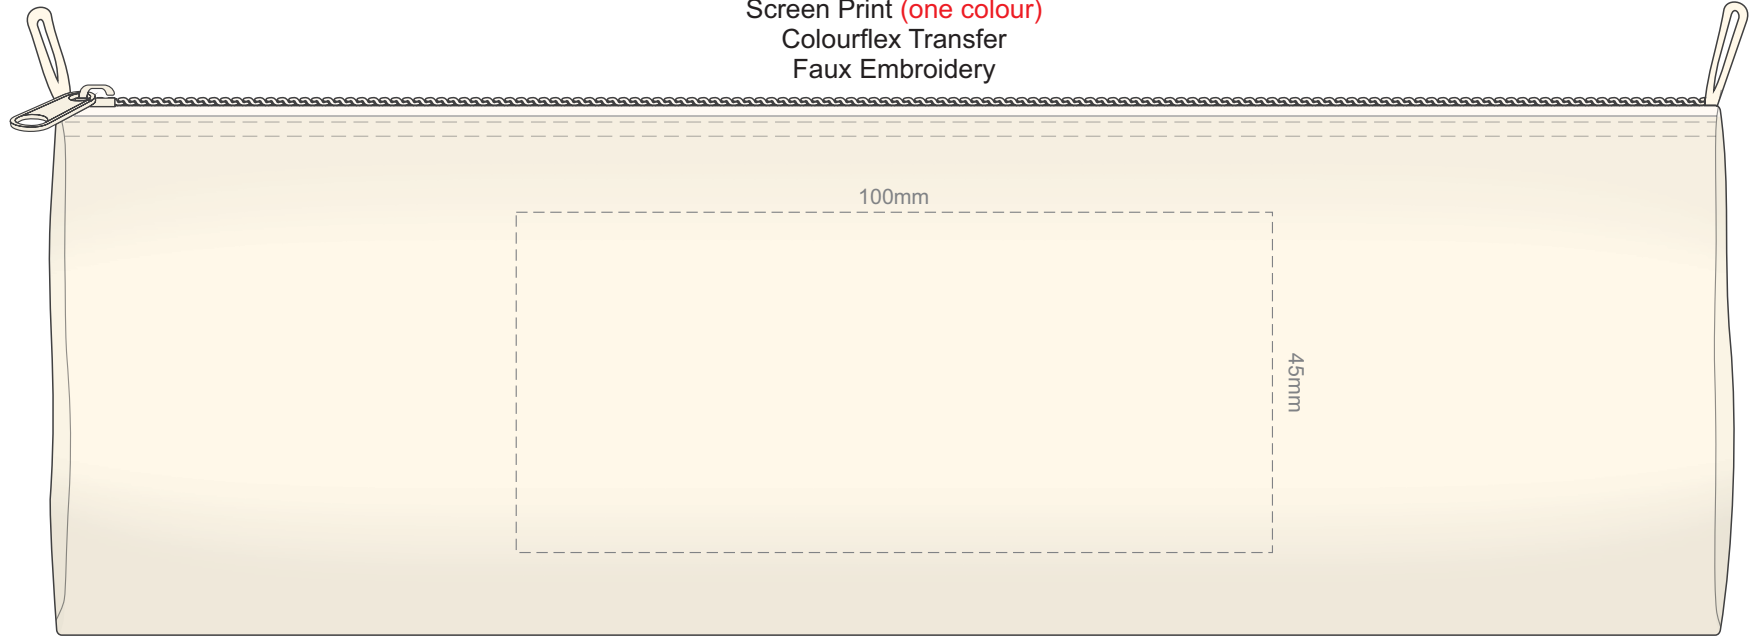 Screen Print (one colour)
Colourflex Transfer
Faux Embroidery
100mm
45mm